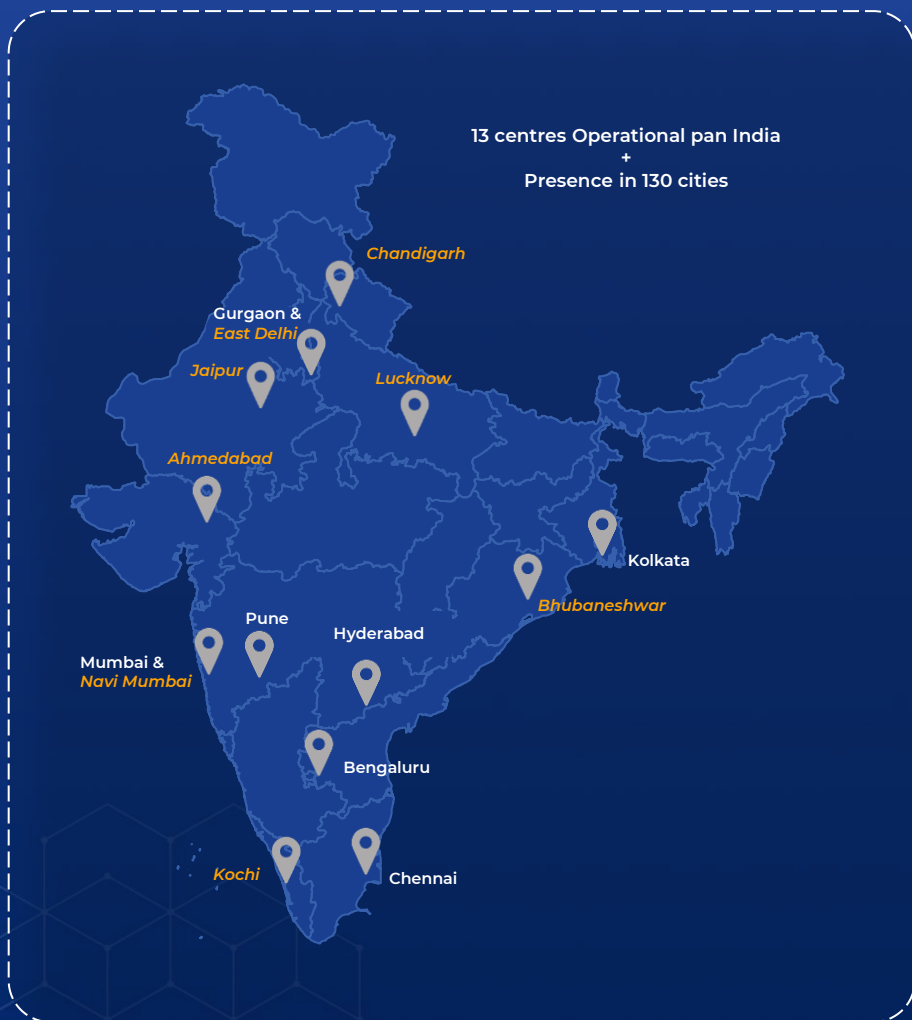 13 centres Operational pan India
+
Presence in 130 cities
Chandigarh
Gurgaon &
East Delhi
Jaipur
Lucknow
Ahmedabad
Kolkata
Bhubaneshwar
Pune
Hyderabad
Mumbai &
Navi Mumbai
Bengaluru
Kochi
Chennai